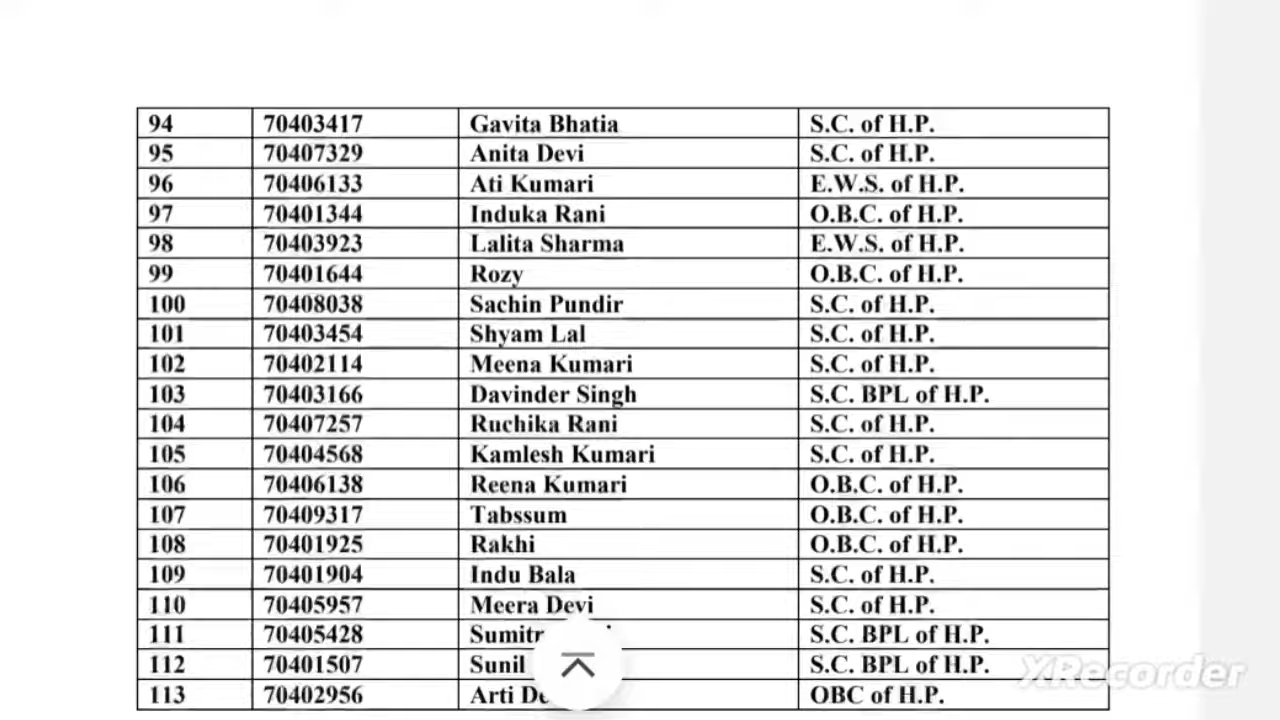 94 70403417 Gavita Bhatia S.C. of H.P.
95 70407329 Anita Devi S.C. of H.P.
96 70406133 Ati Kumari E.W.S. of H.P.
97 70401344 Induka Rani O.B.C. of H.P.
98 70403923 Lalita Sharma E.W.S. of H.P.
99 70401644 Rozy O.B.C. of H.P.
100 70408038 Sachin Pundir S.C. of H.P.
101 70403454 Shyam Lal S.C. of H.P.
102 70402114 Meena Kumari S.C. of H.P.
103 70403166 Davinder Singh S.C. BPL of H.P.
104 70407257 Ruchika Rani S.C. of H.P.
105 70404568 Kamlesh Kumari S.C. of H.P.
106 70406138 Reena Kumari O.B.C. of H.P.
107 70409317 Tabssum O.B.C. of H.P.
108 70401925 Rakhi O.B.C. of H.P.
109 70401904 Indu Bala S.C. of H.P.
110 70405957 Meera Devi S.C. of H.P.
111 70405428 S.C. BPL of H.P.
112 70401507 Sunil S.C. BPL of H.P.
113 70402956 Arti OBC of H.P.
XRecorder